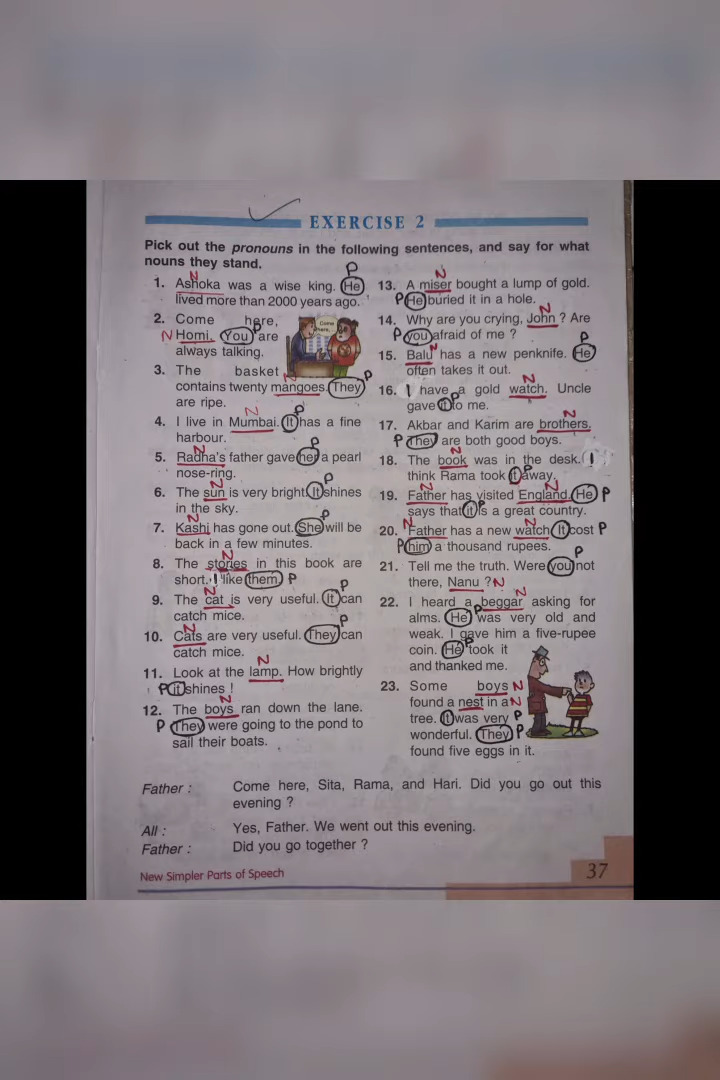 EXERCISE 2
Pick out the pronouns in the following sentences, and say for what
nouns they stand.
1. Ashoka was a wise king. He
lived more than 2000 years ago.
2. Come here,
Homi. You are
always talking.
Come here,
3. The basket
contains twenty mangoes. They
are ripe.
4. I live in Mumbai. It has a fine
harbour.
5. Radha's father gave her a pearl
nose-ring.
6. The sun is very bright. It shines
in the sky.
7. Kashi has gone out. She will be
back in a few minutes.
8. The stories in this book are
short. I like them.
9. The cat is very useful. It can
catch mice.
10. Cats are very useful. They can
catch mice.
11. Look at the lamp. How brightly
it shines !
12. The boys ran down the lane.
They were going to the pond to
sail their boats.
13. A miser bought a lump of gold.
He buried it in a hole.
14. Why are you crying, John ? Are
you afraid of me ?
15. Balu has a new penknife. He
often takes it out.
16. I have a gold watch. Uncle
gave it to me.
17. Akbar and Karim are brothers.
They are both good boys.
18. The book was in the desk. I
think Rama took it away.
19. Father has visited England. He
says that it is a great country.
20. Father has a new watch. It cost
him a thousand rupees.
21. Tell me the truth. Were you not
there, Nanu ?
22. I heard a beggar asking for
alms. He was very old and
weak. I gave him a five-rupee
coin. He took it
and thanked me.
23. Some boys
found a nest in a
tree. It was very
wonderful. They
found five eggs in it.
Father : Come here, Sita, Rama, and Hari. Did you go out this
evening ?
All : Yes, Father. We went out this evening.
Father : Did you go together ?
New Simpler Parts of Speech 37